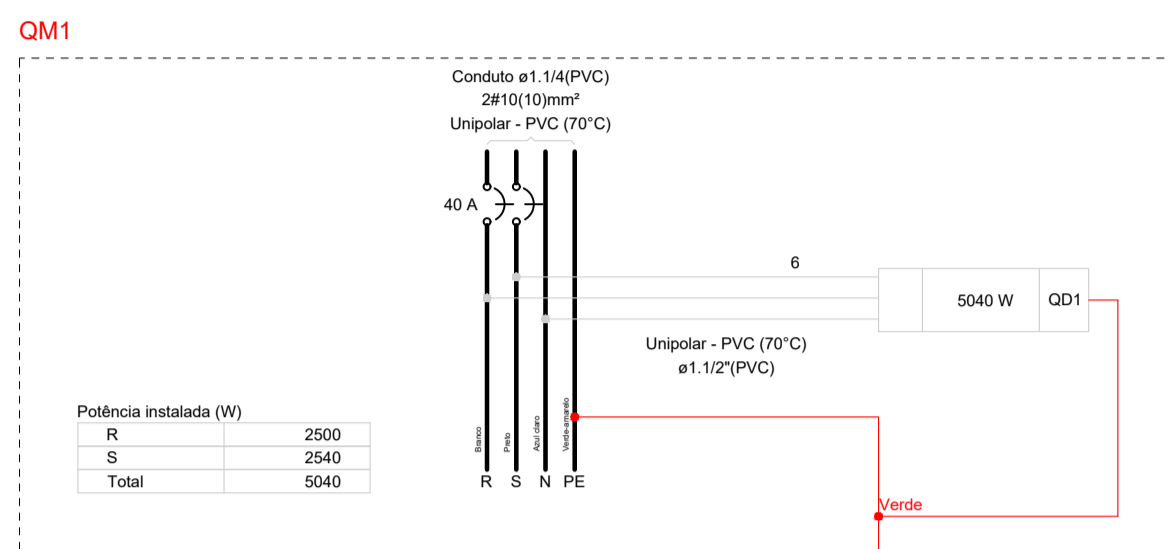 QM1
Conduto ø1.1/4(PVC)
2#10(10)mm²
Unipolar - PVC (70°C)
40 A
6
5040 W
QD1
Unipolar - PVC (70°C)
ø1.1/2"(PVC)
Potência instalada (W)
R 2500
S 2540
Total 5040
Branco
Preto
Azul claro
Verde-amarelo
R S N PE
Verde